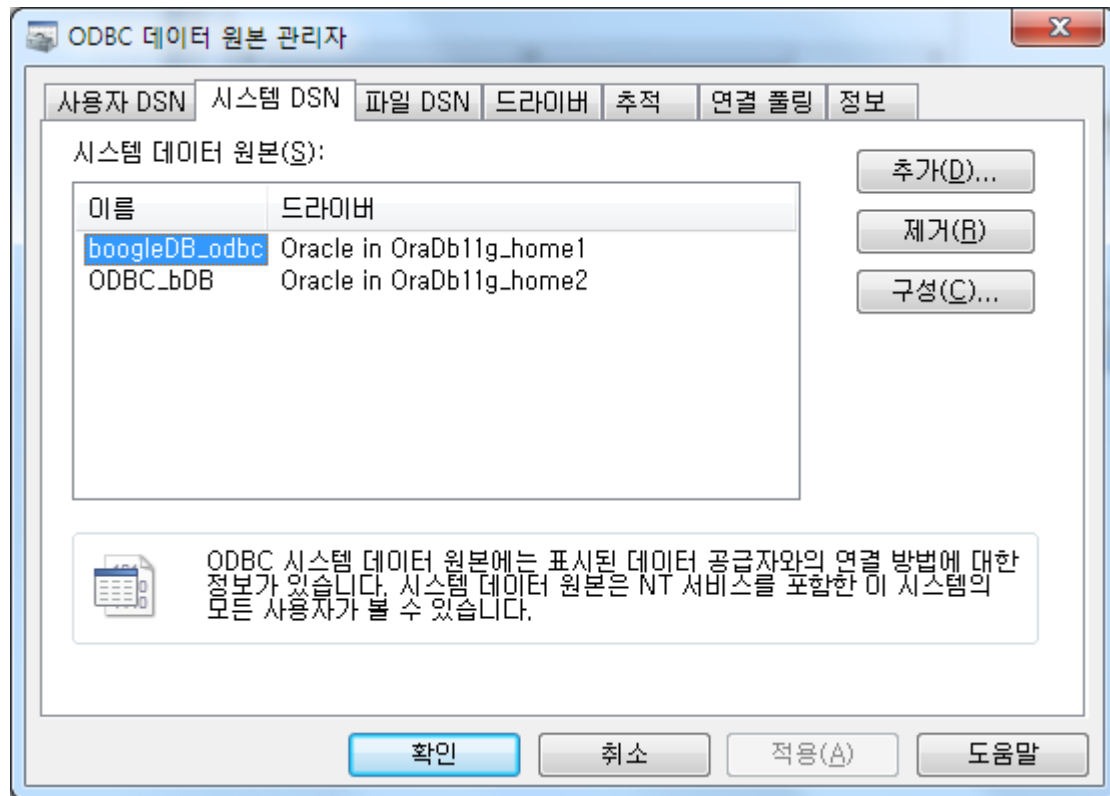 ODBC 데이터 원본 관리자
사용자 DSN 시스템 DSN 파일 DSN 드라이버 추적 연결 풀링 정보
시스템 데이터 원본(S):
추가(D)...
이름 드라이버
제거(R)
boogleDB_odbc Oracle in OraDb11g_home1
ODBC_bDB Oracle in OraDb11g_home2
구성(C)...
ODBC 시스템 데이터 원본에는 표시된 데이터 공급자와의 연결 방법에 대한
정보가 있습니다. 시스템 데이터 원본은 NT 서비스를 포함한 이 시스템의
모든 사용자가 볼 수 있습니다.
확인 취소 적용(A) 도움말